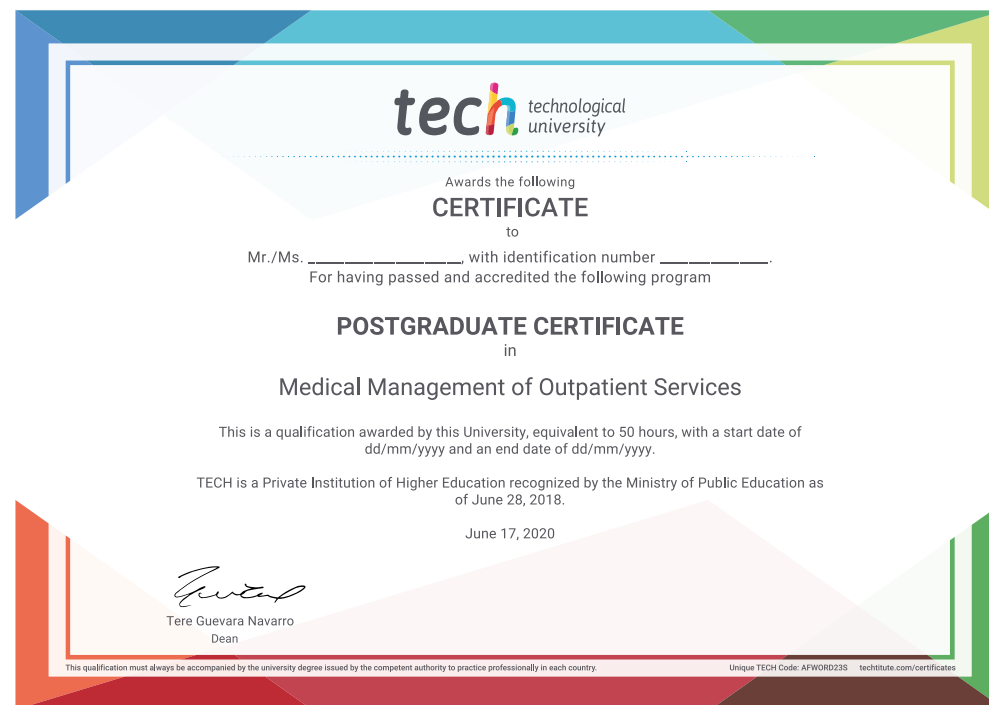 tech technological
university
Awards the following
CERTIFICATE
to
Mr./Ms. ____________________, with identification number ______________.
For having passed and accredited the following program
POSTGRADUATE CERTIFICATE
in
Medical Management of Outpatient Services
This is a qualification awarded by this University, equivalent to 50 hours, with a start date of
dd/mm/yyyy and an end date of dd/mm/yyyy.
TECH is a Private Institution of Higher Education recognized by the Ministry of Public Education as
of June 28, 2018.
June 17, 2020
Tere Guevara Navarro
Dean
This qualification must always be accompanied by the university degree issued by the competent authority to practice professionally in each country. Unique TECH Code: AFWORD23S techtitute.com/certificates